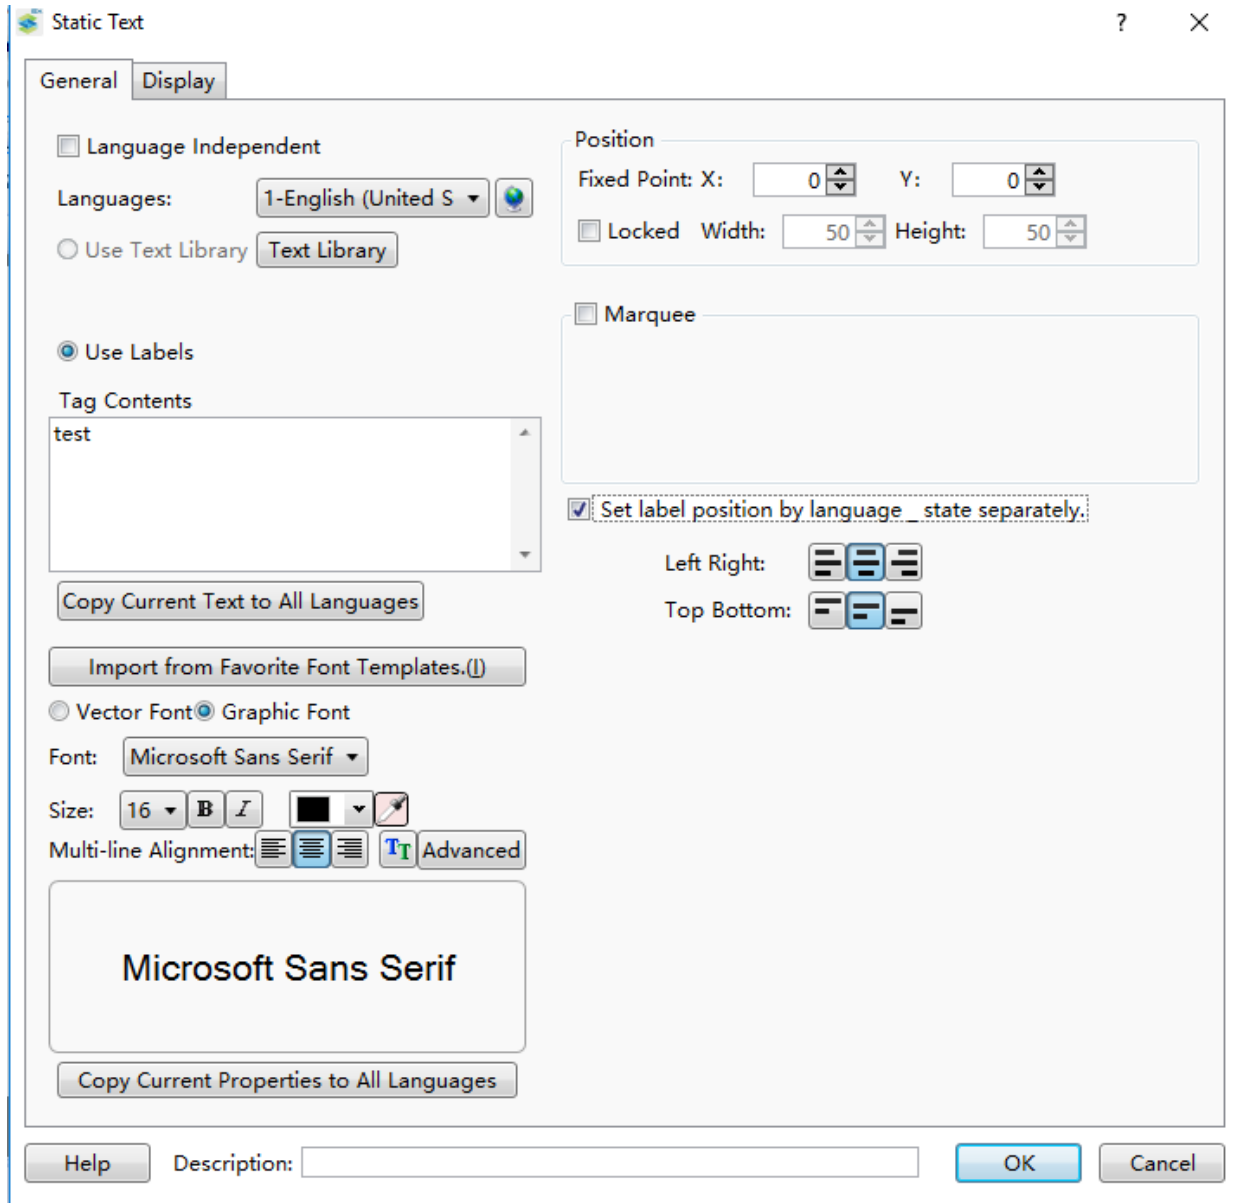 Static Text
?
General
Display
Language Independent
Languages:
1-English (United S
Use Text Library
Text Library
Use Labels
Tag Contents
test
Copy Current Text to All Languages
Import from Favorite Font Templates.(I)
Vector Font
Graphic Font
Font:
Microsoft Sans Serif
Size:
16
B
I
Multi-line Alignment:
TT
Advanced
Microsoft Sans Serif
Copy Current Properties to All Languages
Position
Fixed Point: X:
0
Y:
0
Locked
Width:
50
Height:
50
Marquee
Set label position by language _ state separately.
Left Right:
Top Bottom:
Help
Description:
OK
Cancel